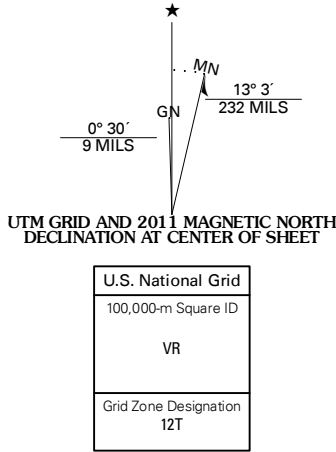 ★
MN
GN
13° 3´
232 MILS
0° 30´
9 MILS
UTM GRID AND 2011 MAGNETIC NORTH
DECLINATION AT CENTER OF SHEET
U.S. National Grid
100,000-m Square ID
VR
Grid Zone Designation
12T